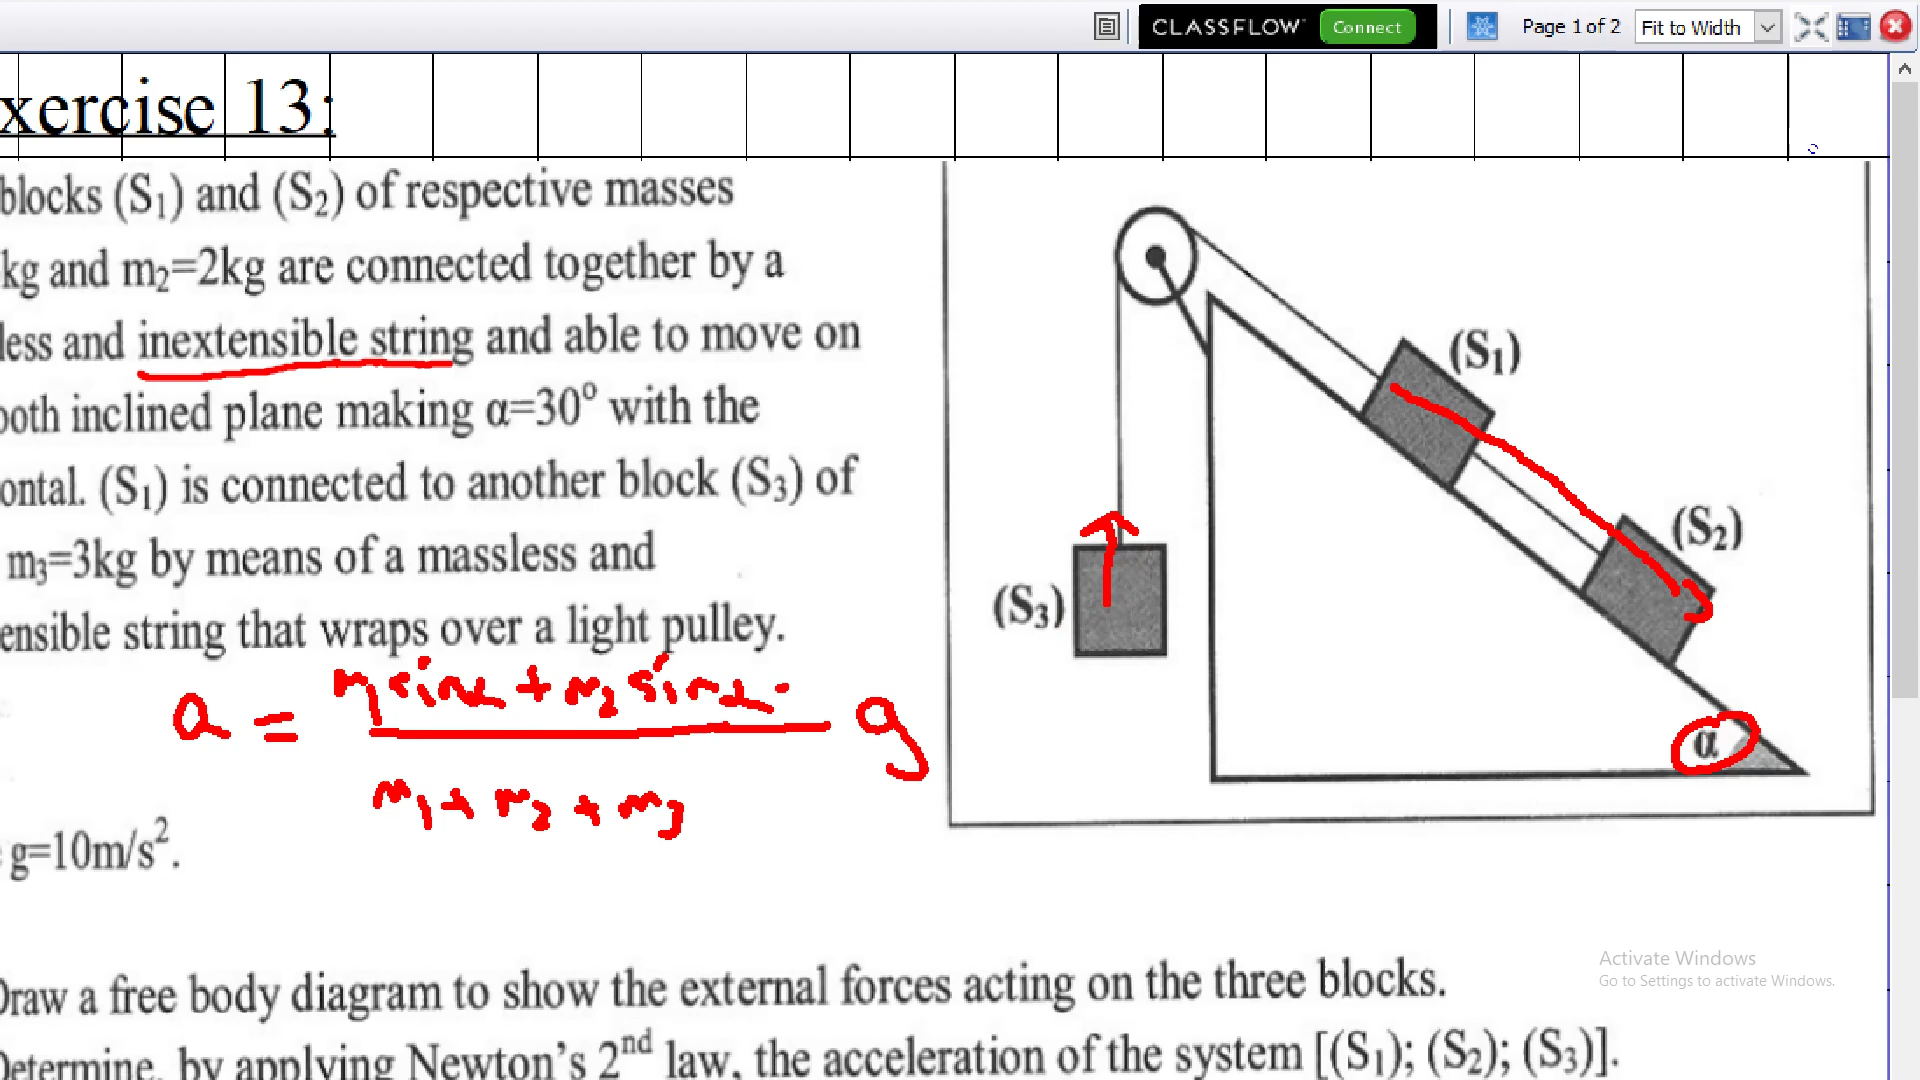 CLASSFLOW Connect Page 1 of 2 Fit to Width
xercise 13:
blocks (S₁) and (S₂) of respective masses
kg and m₂=2kg are connected together by a
less and inextensible string and able to move on
ooth inclined plane making α=30° with the
ontal. (S₁) is connected to another block (S₃) of
m₃=3kg by means of a massless and
ensible string that wraps over a light pulley.
a = m₁ sinα + m₂ sinα . g
m₁ + m₂ + m₃
g=10m/s².
(S₁)
(S₂)
(S₃)
α
Activate Windows
Go to Settings to activate Windows.
Draw a free body diagram to show the external forces acting on the three blocks.
Determine, by applying Newton's 2nd law, the acceleration of the system [(S₁); (S₂); (S₃)].